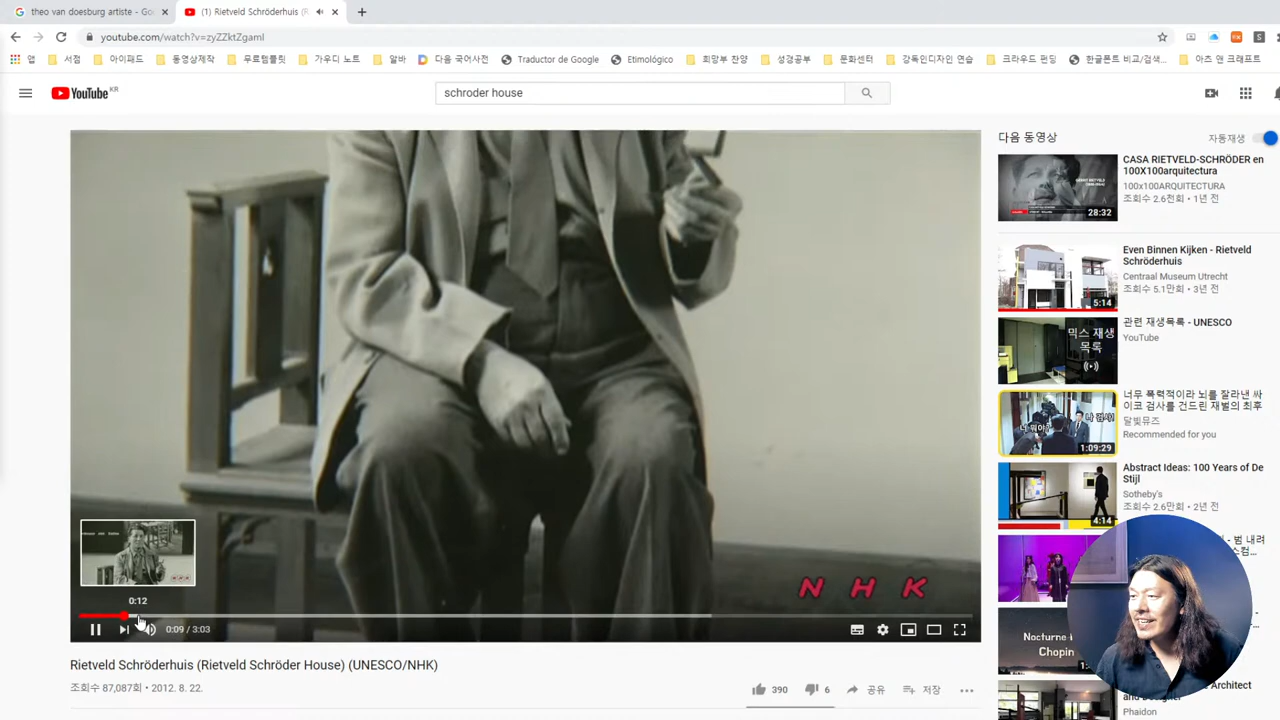 theo van doesburg artiste - Go
(1) Rietveld Schröderhuis (R
youtube.com/watch?v=zyZZktZgamI
앱
서점
아이패드
동영상제작
무료템플릿
가우디 노트
알바
다음 국어사전
Traductor de Google
Etimológico
희망부 찬양
성경공부
문화센터
강독인디자인 연습
크라우드 펀딩
한글폰트 비교/검색...
아츠 앤 크래프트
YouTube KR
schroder house
N H K
0:12
0:09 / 3:03
Rietveld Schröderhuis (Rietveld Schröder House) (UNESCO/NHK)
조회수 87,087회 • 2012. 8. 22.
390
6
공유
저장
다음 동영상
자동재생
CASA RIETVELD-SCHRÖDER en
100X100arquitectura
100x100ARQUITECTURA
조회수 2.6천회 • 1년 전
28:32
Even Binnen Kijken - Rietveld
Schröderhuis
Centraal Museum Utrecht
조회수 5.1만회 • 3년 전
5:14
관련 재생목록 - UNESCO
YouTube
믹스 재생
목록
너무 폭력적이라 뇌를 잘라낸 싸
이코 검사를 건드린 재벌의 최후
달빛뮤즈
Recommended for you
너 뭐야?
나 검사!
1:09:29
Abstract Ideas: 100 Years of De
Stijl
Sotheby's
조회수 2.6만회 • 2년 전
4:14
- 범 내려
Nocturne
Chopin
Architect
Phaidon